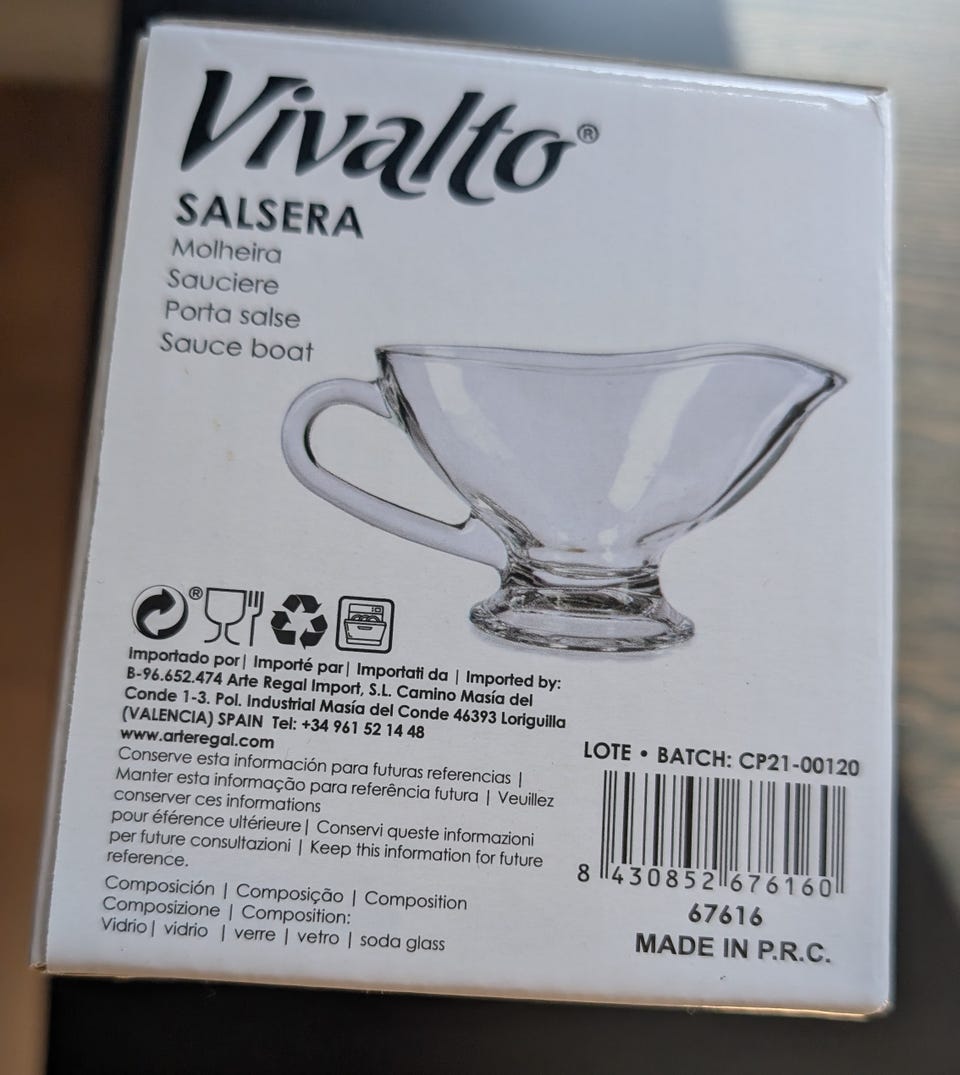 Vivalto®
SALSERA
Molheira
Sauciere
Porta salse
Sauce boat
®
Importado por| Importé par| Importati da | Imported by:
B-96.652.474 Arte Regal Import, S.L. Camino Masía del
Conde 1-3. Pol. Industrial Masía del Conde 46393 Loriguilla
(VALENCIA) SPAIN Tel: +34 961 52 14 48
www.arteregal.com
Conserve esta información para futuras referencias |
Manter esta informação para referência futura | Veuillez
conserver ces informations
pour éférence ultérieure| Conservi queste informazioni
per future consultazioni | Keep this information for future
reference.
Composición | Composição | Composition
Composizione | Composition:
Vidrio| vidrio | verre | vetro | soda glass
LOTE • BATCH: CP21-00120
8 430852 676160
67616
MADE IN P.R.C.